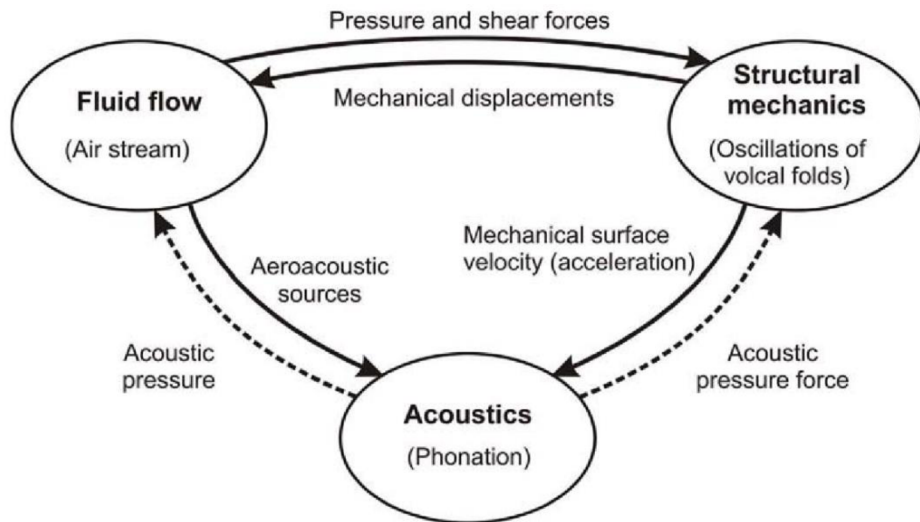 Pressure and shear forces
Fluid flow
(Air stream)
Mechanical displacements
Structural
mechanics
(Oscillations of
volcal folds)
Aeroacoustic
sources
Mechanical surface
velocity (acceleration)
Acoustic
pressure
Acoustic
pressure force
Acoustics
(Phonation)